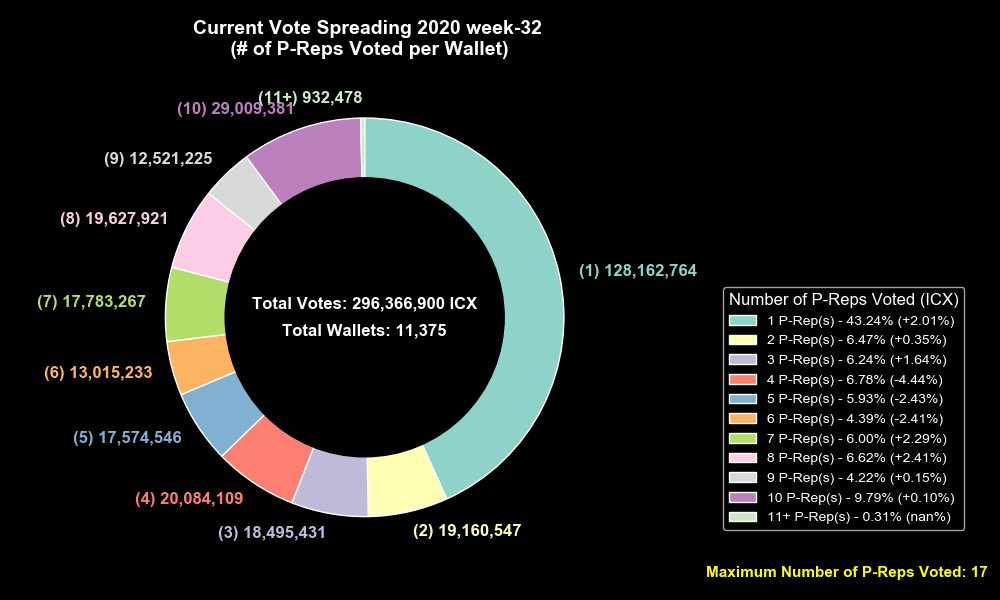 Current Vote Spreading 2020 week-32
(# of P-Reps Voted per Wallet)
(11+) 932,478
(10) 29,009,381
(9) 12,521,225
(8) 19,627,921
(1) 128,162,764
(7) 17,783,267
Total Votes: 296,366,900 ICX
Total Wallets: 11,375
(6) 13,015,233
(5) 17,574,546
(4) 20,084,109
(3) 18,495,431
(2) 19,160,547
Number of P-Reps Voted (ICX)
1 P-Rep(s) - 43.24% (+2.01%)
2 P-Rep(s) - 6.47% (+0.35%)
3 P-Rep(s) - 6.24% (+1.64%)
4 P-Rep(s) - 6.78% (-4.44%)
5 P-Rep(s) - 5.93% (-2.43%)
6 P-Rep(s) - 4.39% (-2.41%)
7 P-Rep(s) - 6.00% (+2.29%)
8 P-Rep(s) - 6.62% (+2.41%)
9 P-Rep(s) - 4.22% (+0.15%)
10 P-Rep(s) - 9.79% (+0.10%)
11+ P-Rep(s) - 0.31% (nan%)
Maximum Number of P-Reps Voted: 17